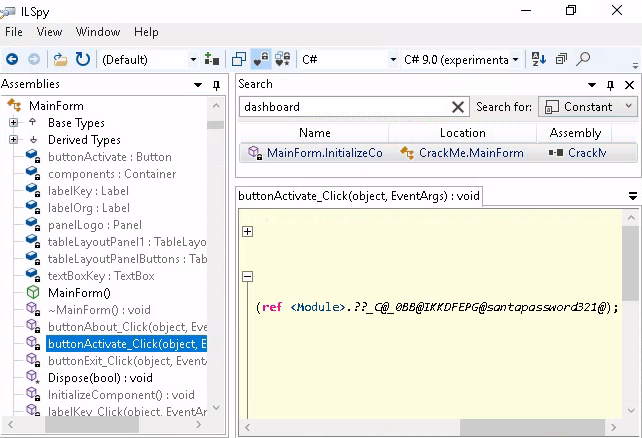 ILSpy
File View Window Help
(Default) C# C# 9.0 (experimenta
Assemblies
MainForm
Base Types
Derived Types
buttonActivate : Button
components : Container
labelKey : Label
labelOrg : Label
panelLogo : Panel
tableLayoutPanel1 : TableLayo
tableLayoutPanelButtons : Tab
textBoxKey : TextBox
MainForm()
~MainForm() : void
buttonAbout_Click(object, Eve
buttonActivate_Click(object, E
buttonExit_Click(object, EventA
Dispose(bool) : void
InitializeComponent() : void
labelKey_Click(object, EventAr
Search
dashboard Search for: Constant
Name Location Assembly
MainForm.InitializeCo CrackMe.MainForm CrackM
buttonActivate_Click(object, EventArgs) : void
(ref <Module>.??_C@_0BB@IKKDFEPG@santapassword321@);